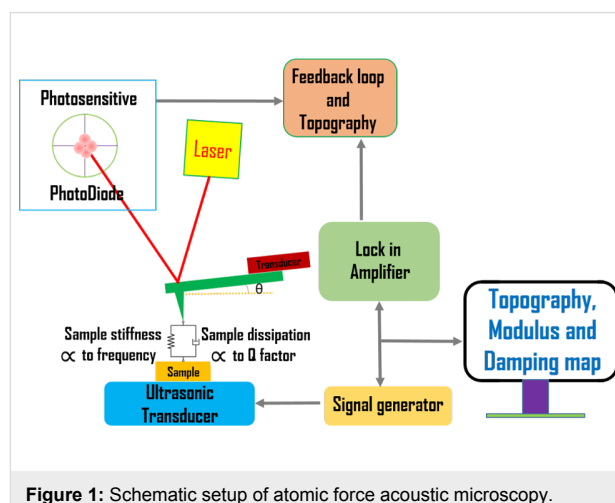 Photosensitive
PhotoDiode
Laser
Feedback loop
and
Topography
Transducer
θ
Lock in
Amplifier
Sample stiffness
∝ to frequency
Sample dissipation
∝ to Q factor
Sample
Ultrasonic
Transducer
Signal generator
Topography,
Modulus and
Damping map
Figure 1: Schematic setup of atomic force acoustic microscopy.